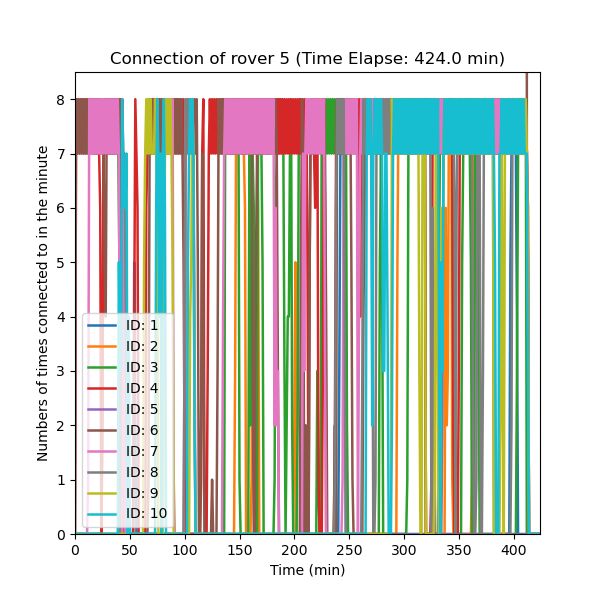 Connection of rover 5 (Time Elapse: 424.0 min)
Numbers of times connected to in the minute
8
7
6
5
4
3
2
1
0
ID: 1
ID: 2
ID: 3
ID: 4
ID: 5
ID: 6
ID: 7
ID: 8
ID: 9
ID: 10
0 50 100 150 200 250 300 350 400
Time (min)